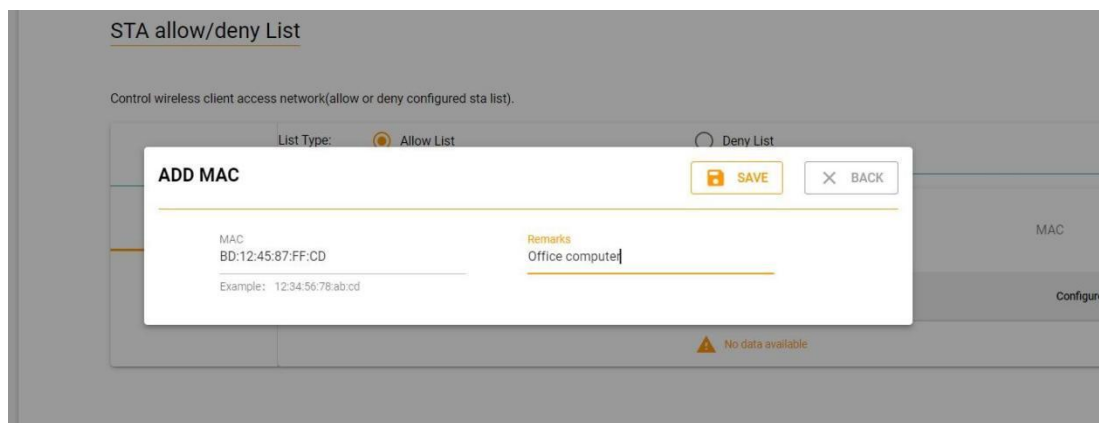 STA allow/deny List
Control wireless client access network(allow or deny configured sta list).
List Type: Allow List Deny List
ADD MAC SAVE BACK
MAC Remarks
BD:12:45:87:FF:CD Office computer
Example: 12:34:56:78:ab:cd
MAC
Configur
No data available